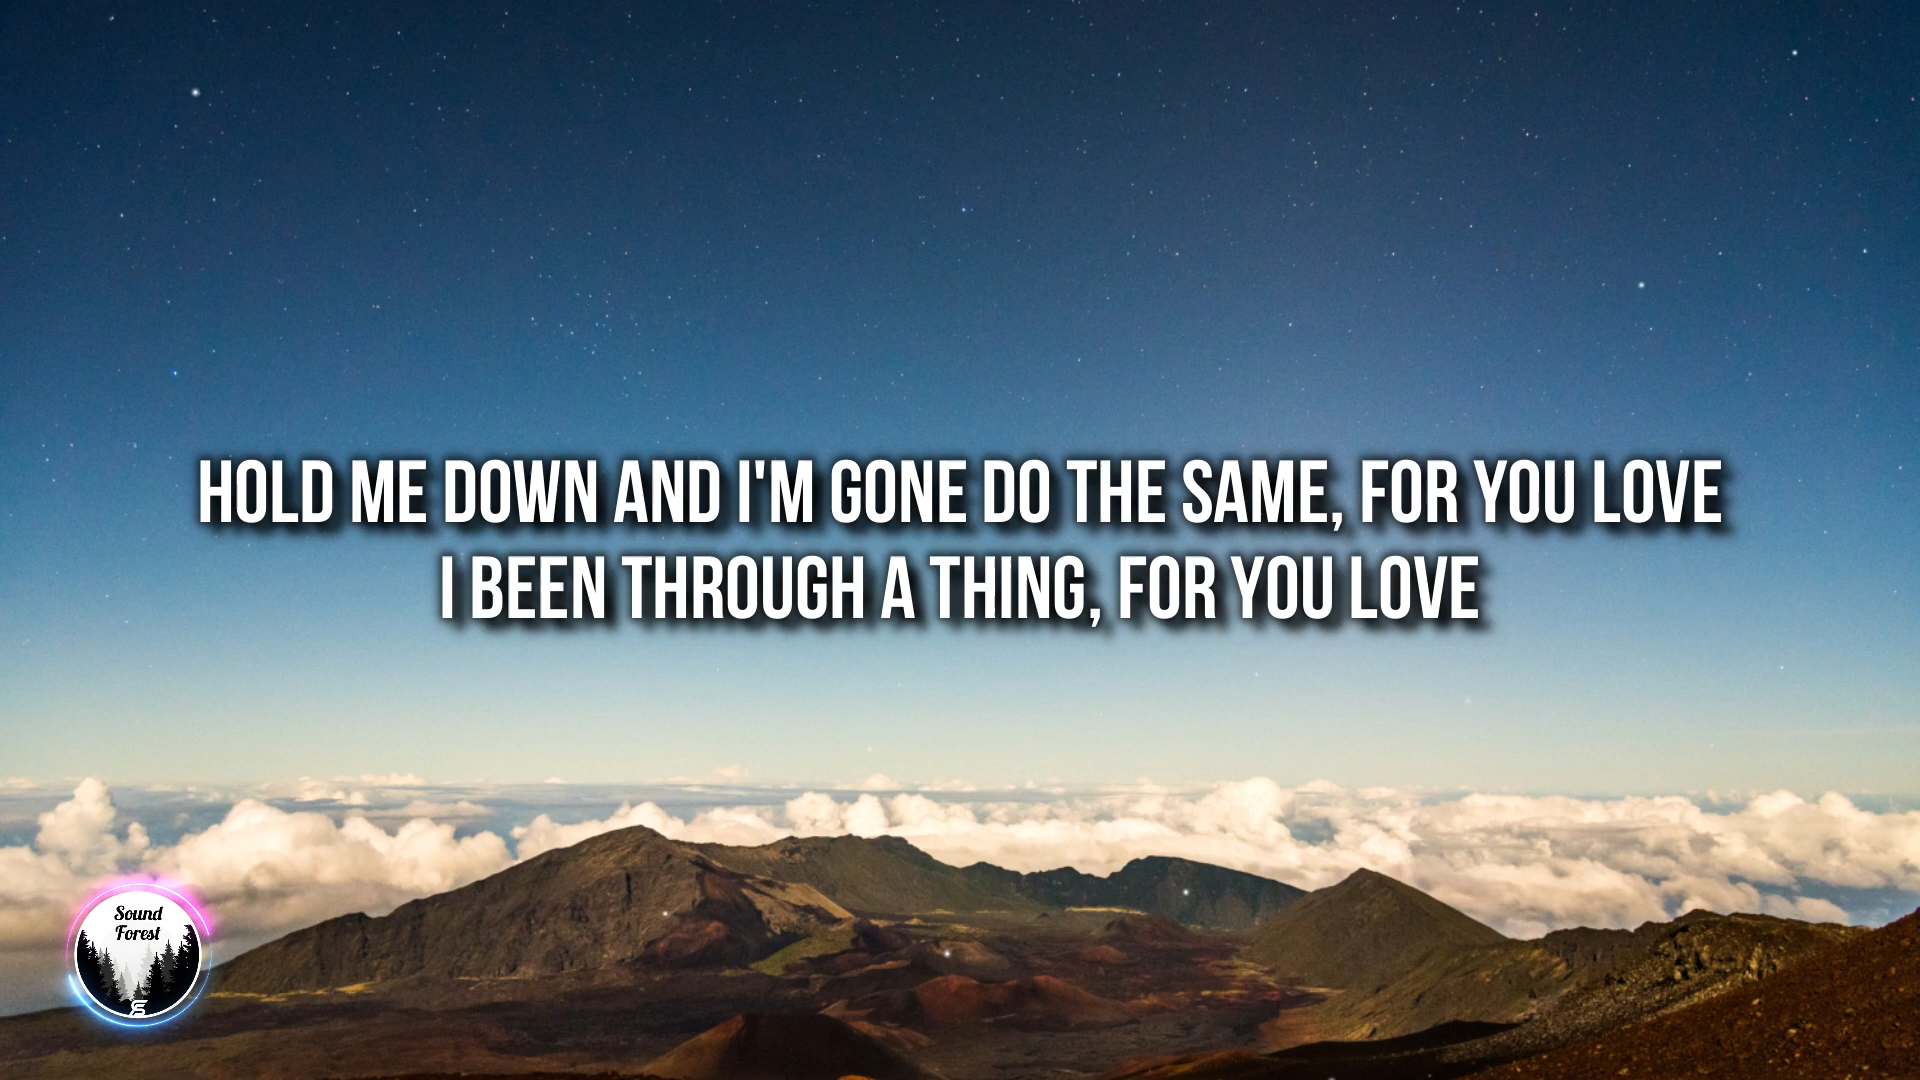 HOLD ME DOWN AND I'M GONE DO THE SAME, FOR YOU LOVE
I BEEN THROUGH A THING, FOR YOU LOVE
Sound
Forest